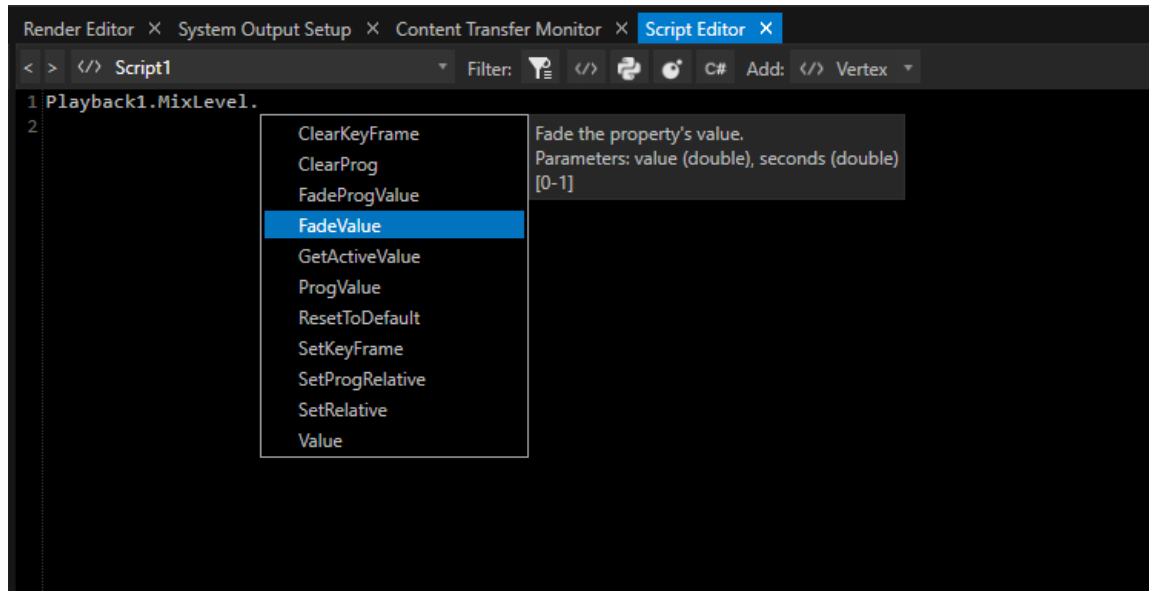 Render Editor × System Output Setup × Content Transfer Monitor × Script Editor ×
< > </> Script1 Filter: </> C# Add: </> Vertex
1 Playback1.MixLevel.
2
ClearKeyFrame
ClearProg
FadeProgValue
FadeValue
GetActiveValue
ProgValue
ResetToDefault
SetKeyFrame
SetProgRelative
SetRelative
Value
Fade the property's value.
Parameters: value (double), seconds (double)
[0-1]